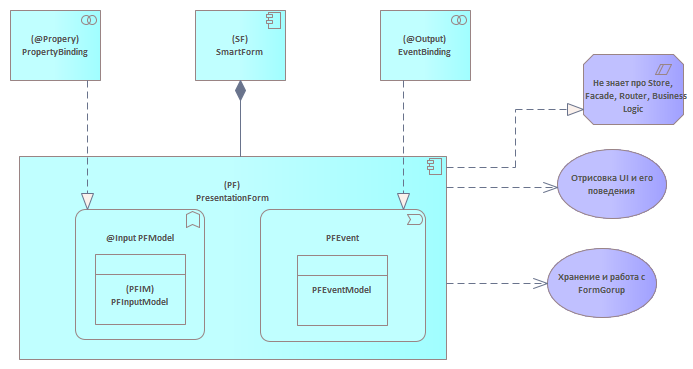 (@Propery)
PropertyBinding
(SF)
SmartForm
(@Output)
EventBinding
Не знает про Store,
Facade, Router, Business
Logic
(PF)
PresentationForm
Отрисовка UI и его
поведения
@Input PFModel
PFEvent
(PFIM)
PFInputModel
PFEventModel
Хранение и работа с
FormGorup